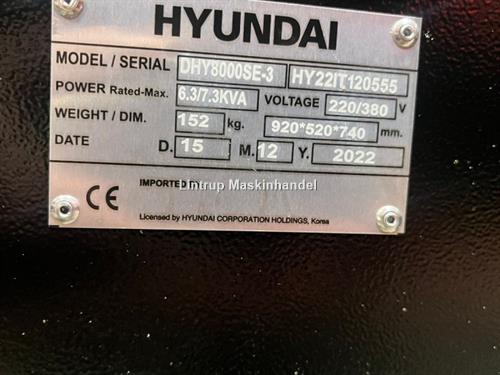 HYUNDAI
MODEL / SERIAL DHY8000SE-3 HY22IT120555
POWER Rated-Max. 6.3/7.3KVA VOLTAGE 220/380 V
WEIGHT / DIM. 152 kg. 920*520*740 mm.
DATE D. 15 M. 12 Y. 2022
CE IMPORTED BY
Lintrup Maskinhandel
Licensed by HYUNDAI CORPORATION HOLDINGS, Korea